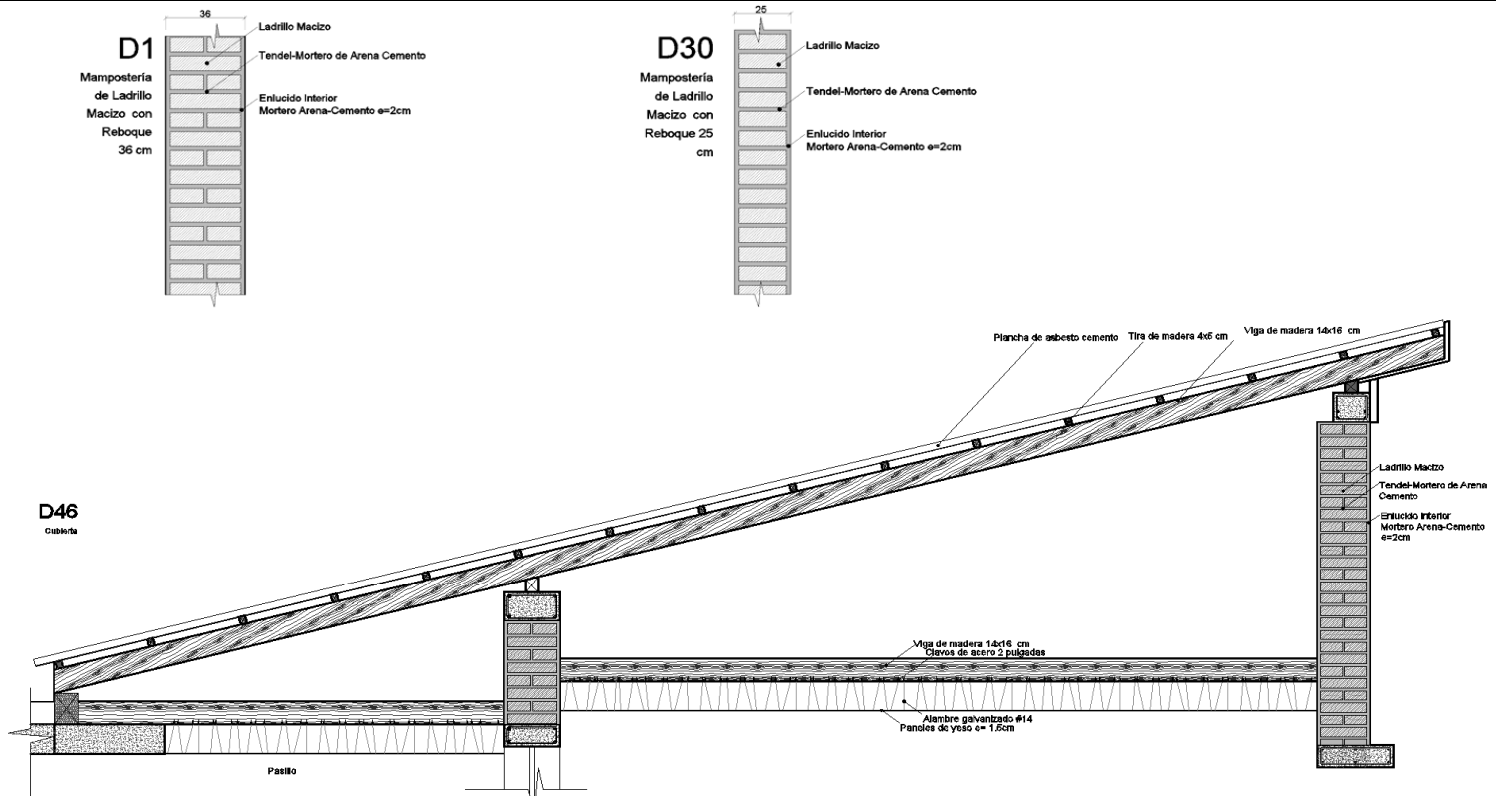 36
D1
Mampostería
de Ladrillo
Macizo con
Reboque
36 cm
Ladrillo Macizo
Tendel-Mortero de Arena Cemento
Enlucido Interior
Mortero Arena-Cemento e=2cm
25
D30
Mampostería
de Ladrillo
Macizo con
Reboque 25
cm
Ladrillo Macizo
Tendel-Mortero de Arena Cemento
Enlucido Interior
Mortero Arena-Cemento e=2cm
Plancha de asbesto cemento
Tira de madera 4x5 cm
Viga de madera 14x16 cm
D46
Cubierta
Ladrillo Macizo
Tendel-Mortero de Arena
Cemento
Enlucido Interior
Mortero Arena-Cemento
e=2cm
Viga de madera 14x16 cm
Clavos de acero 2 pulgadas
Alambre galvanizado #14
Paneles de yeso e= 1.5cm
Pasillo